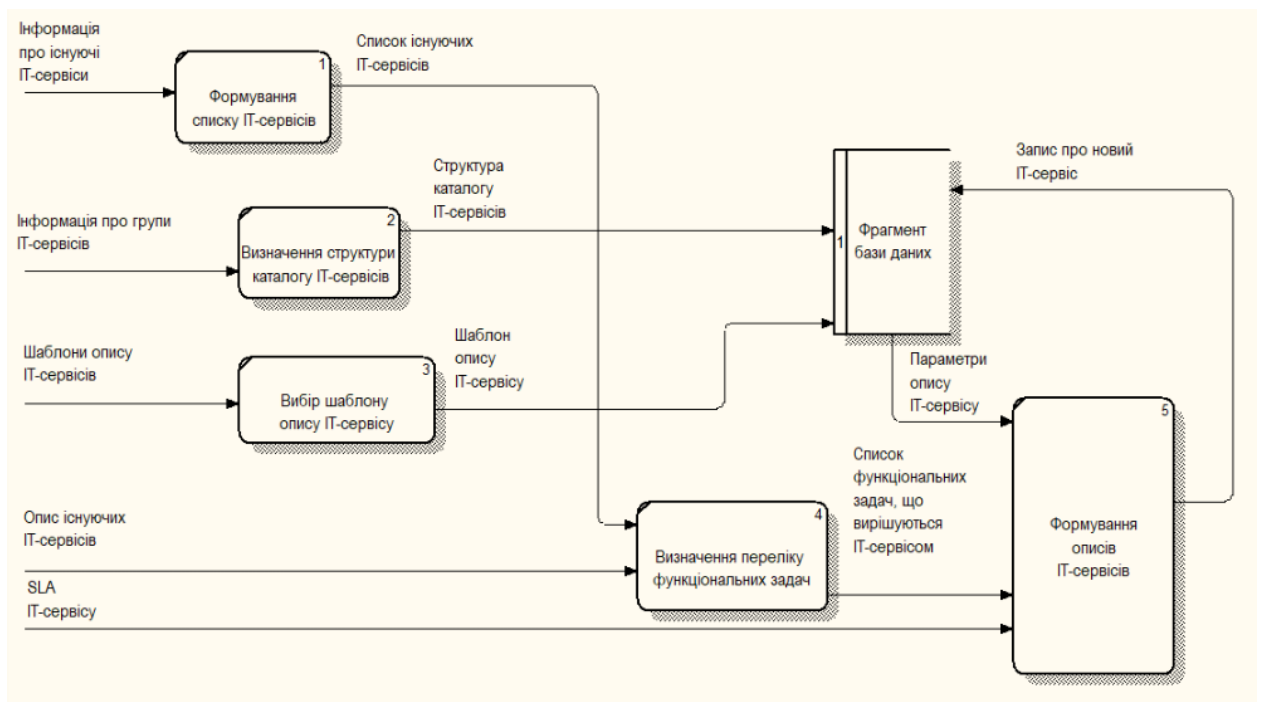 Інформація
про існуючі
ІТ-сервіси
Список існуючих
ІТ-сервісів
1
Формування
списку ІТ-сервісів
Структура
каталогу
ІТ-сервісів
Запис про новий
ІТ-сервіс
Інформація про групи
ІТ-сервісів
2
Визначення структури
каталогу ІТ-сервісів
1
Фрагмент
бази даних
Шаблони опису
ІТ-сервісів
3
Вибір шаблону
опису ІТ-сервісу
Шаблон
опису
ІТ-сервісу
Параметри
опису
ІТ-сервісу
Опис існуючих
ІТ-сервісів
SLA
ІТ-сервісу
4
Визначення переліку
функціональних задач
Список
функціональних
задач, що
вирішуються
ІТ-сервісом
5
Формування
описів
ІТ-сервісів